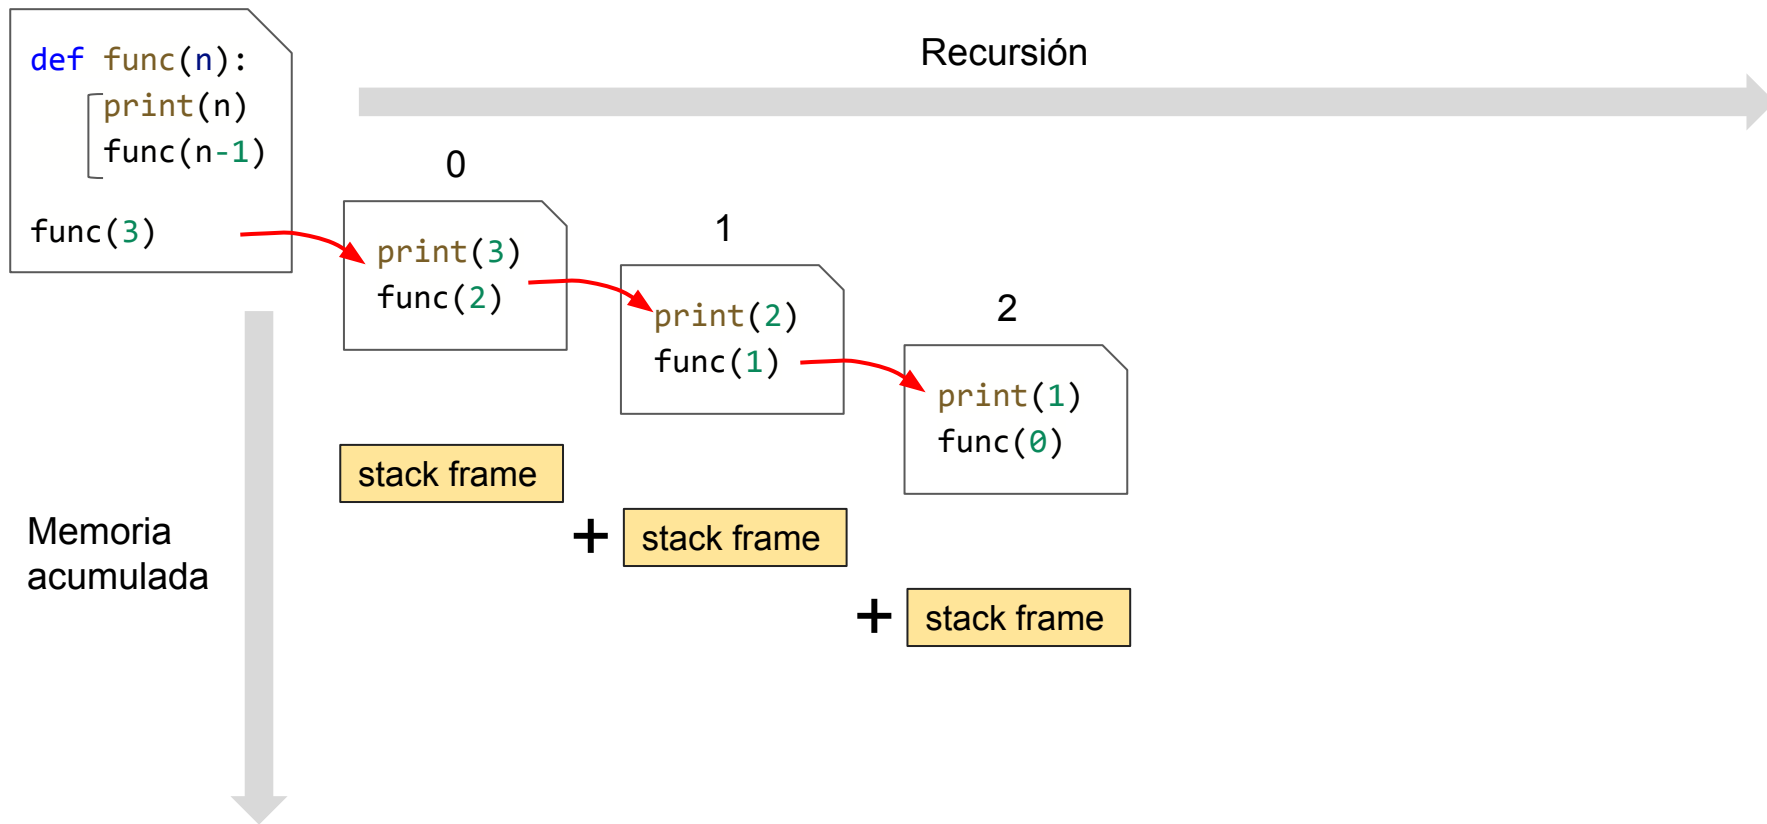 def func(n):
print(n)
func(n-1)
func(3)
Recursión
0
print(3)
func(2)
1
print(2)
func(1)
2
print(1)
func(0)
stack frame
+
stack frame
+
stack frame
Memoria
acumulada